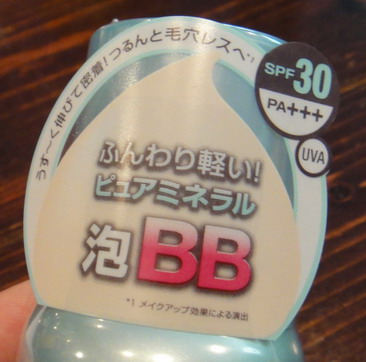 うす〜く伸びて密着!つるんと毛穴レスへ*1
SPF30
PA+++
UVA
ふんわり軽い!
ピュアミネラル
泡BB
*1 メイクアップ効果による演出